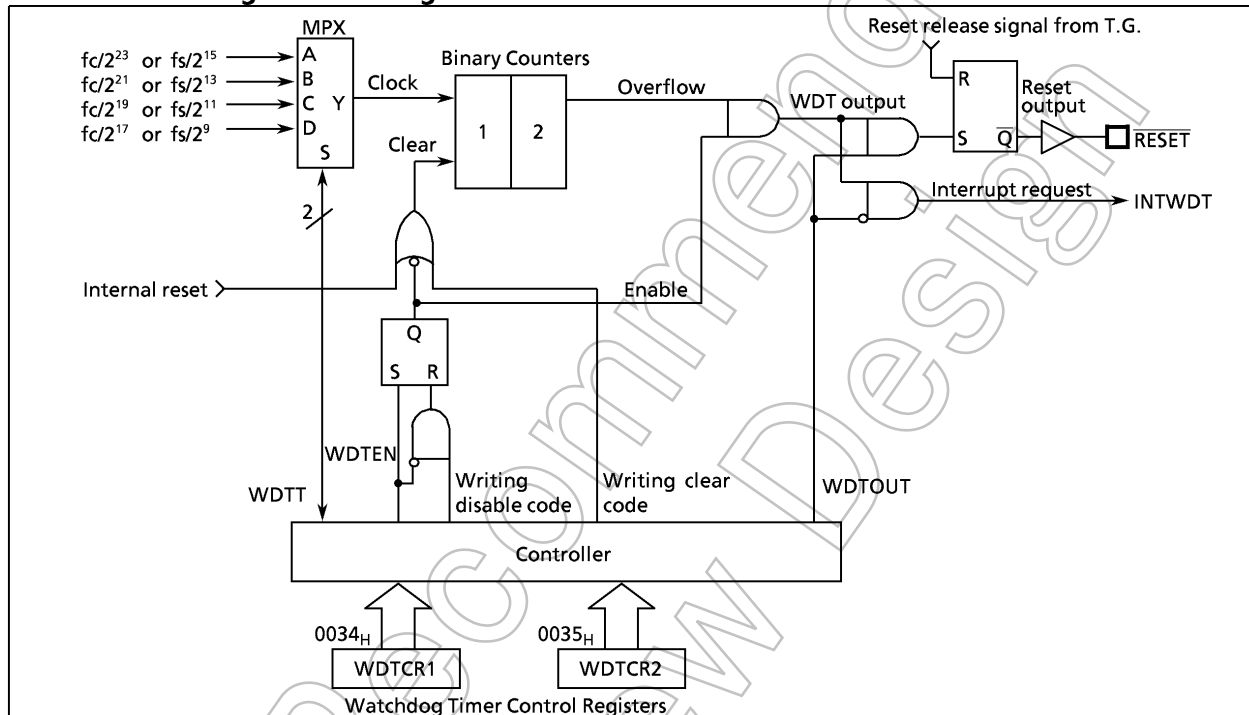 MPX
Reset release signal from T.G.
fc/2²³ or fs/2¹⁵
A
fc/2²¹ or fs/2¹³
B
fc/2¹⁹ or fs/2¹¹
C
fc/2¹⁷ or fs/2⁹
D
Y
S
Clock
Binary Counters
1
2
Clear
Overflow
WDT output
R
S
Q̅
Reset
output
R̅E̅S̅E̅T̅
Interrupt request
INTWDT
2
Internal reset
Enable
Q
S
R
WDTEN
WDTT
Writing
disable code
Writing clear
code
WDTOUT
Controller
0034H
0035H
WDTCR1
WDTCR2
Watchdog Timer Control Registers
Recommend
New Design